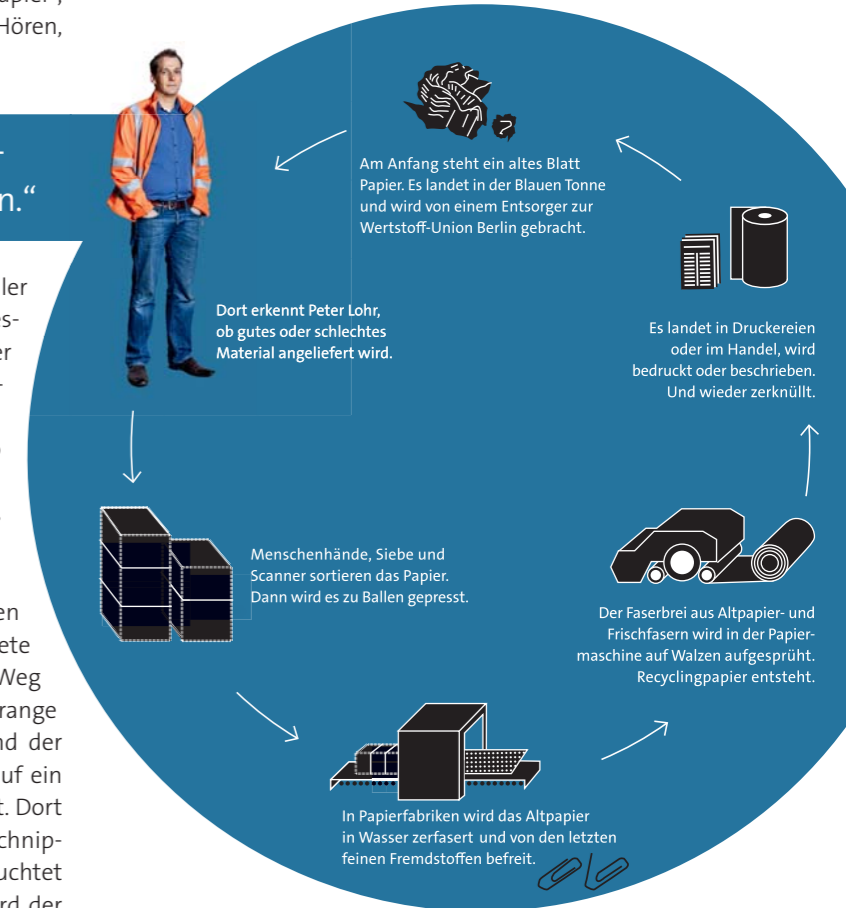 apier“,
Hören,
-
n.“
ler
es-
er
-
en
ete
Weg
range
nd der
uf ein
t. Dort
chnip-
uchtet
rd der
Am Anfang steht ein altes Blatt
Papier. Es landet in der Blauen Tonne
und wird von einem Entsorger zur
Wertstoff-Union Berlin gebracht.
Dort erkennt Peter Lohr,
ob gutes oder schlechtes
Material angeliefert wird.
Menschenhände, Siebe und
Scanner sortieren das Papier.
Dann wird es zu Ballen gepresst.
In Papierfabriken wird das Altpapier
in Wasser zerfasert und von den letzten
feinen Fremdstoffen befreit.
Der Faserbrei aus Altpapier- und
Frischfasern wird in der Papier-
maschine auf Walzen aufgesprüht.
Recyclingpapier entsteht.
Es landet in Druckereien
oder im Handel, wird
bedruckt oder beschrieben.
Und wieder zerknüllt.